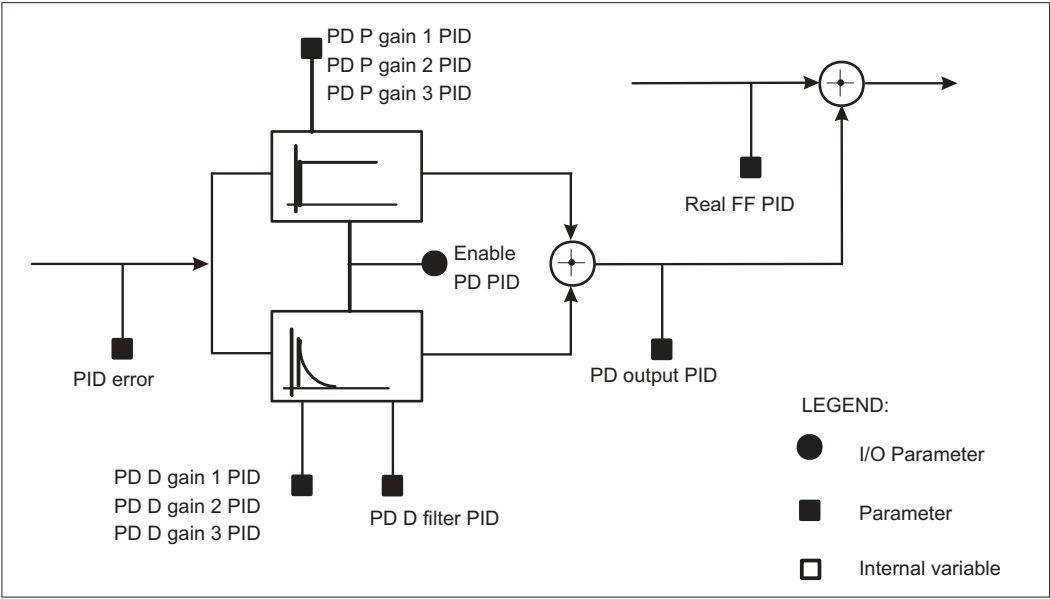 PD P gain 1 PID
PD P gain 2 PID
PD P gain 3 PID
Real FF PID
Enable
PD PID
PID error
PD output PID
LEGEND:
I/O Parameter
PD D gain 1 PID
PD D gain 2 PID
PD D gain 3 PID
PD D filter PID
Parameter
Internal variable